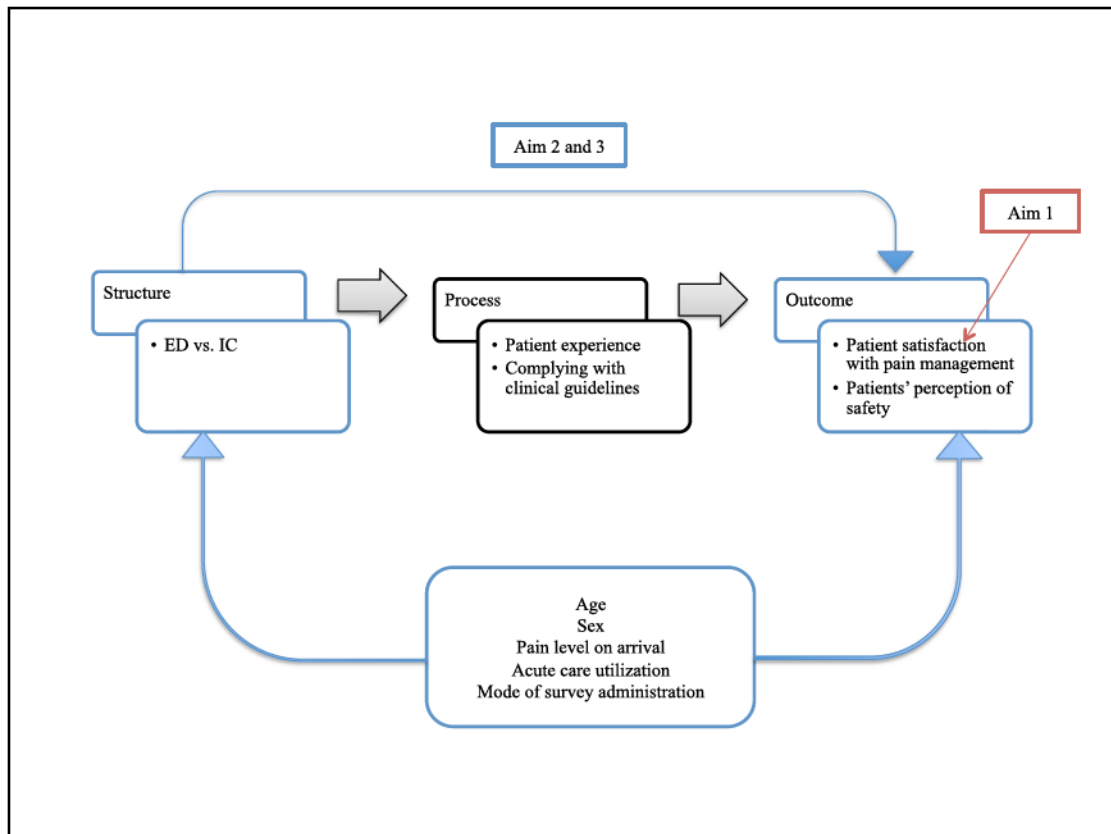 Aim 2 and 3
Aim 1
Structure
• ED vs. IC
Process
• Patient experience
• Complying with
clinical guidelines
Outcome
• Patient satisfaction
with pain management
• Patients’ perception of
safety
Age
Sex
Pain level on arrival
Acute care utilization
Mode of survey administration